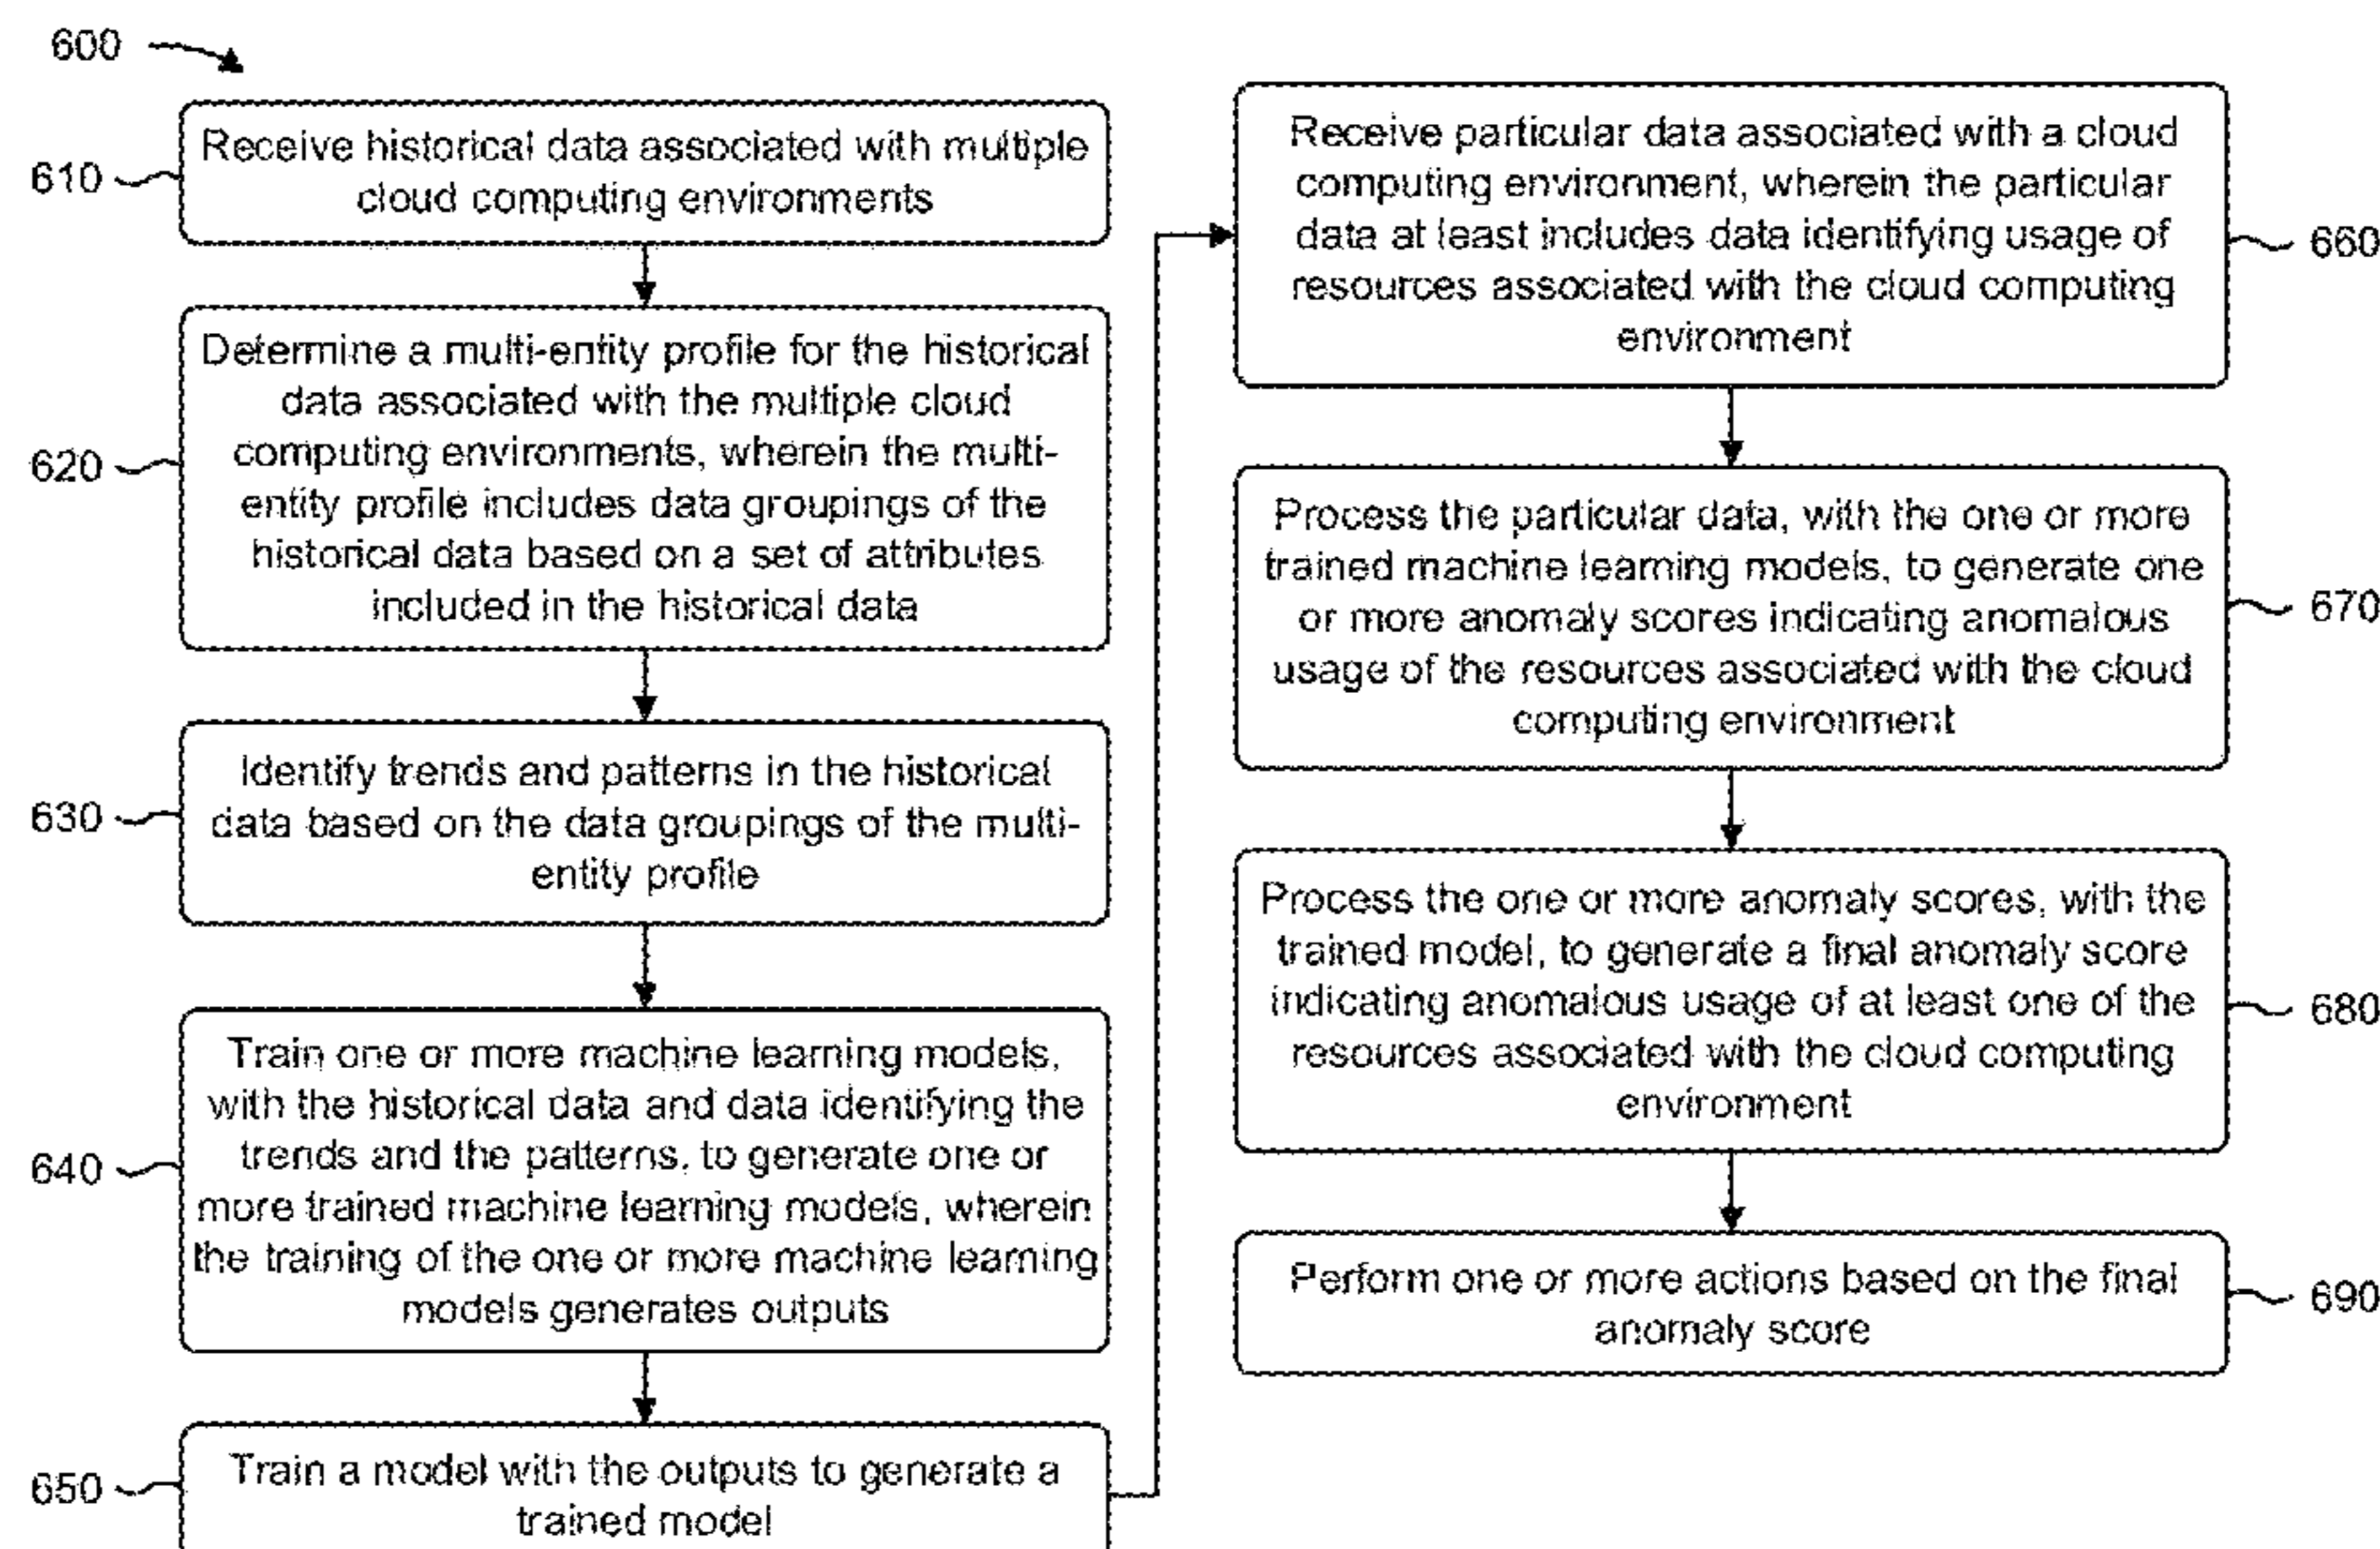 600
610
Receive historical data associated with multiple
cloud computing environments
620
Determine a multi-entity profile for the historical
data associated with the multiple cloud
computing environments, wherein the multi-
entity profile includes data groupings of the
historical data based on a set of attributes
included in the historical data
630
Identify trends and patterns in the historical
data based on the data groupings of the multi-
entity profile
640
Train one or more machine learning models,
with the historical data and data identifying the
trends and the patterns, to generate one or
more trained machine learning models, wherein
the training of the one or more machine learning
models generates outputs
650
Train a model with the outputs to generate a
trained model
660
Receive particular data associated with a cloud
computing environment, wherein the particular
data at least includes data identifying usage of
resources associated with the cloud computing
environment
670
Process the particular data, with the one or more
trained machine learning models, to generate one
or more anomaly scores indicating anomalous
usage of the resources associated with the cloud
computing environment
680
Process the one or more anomaly scores, with the
trained model, to generate a final anomaly score
indicating anomalous usage of at least one of the
resources associated with the cloud computing
environment
690
Perform one or more actions based on the final
anomaly score